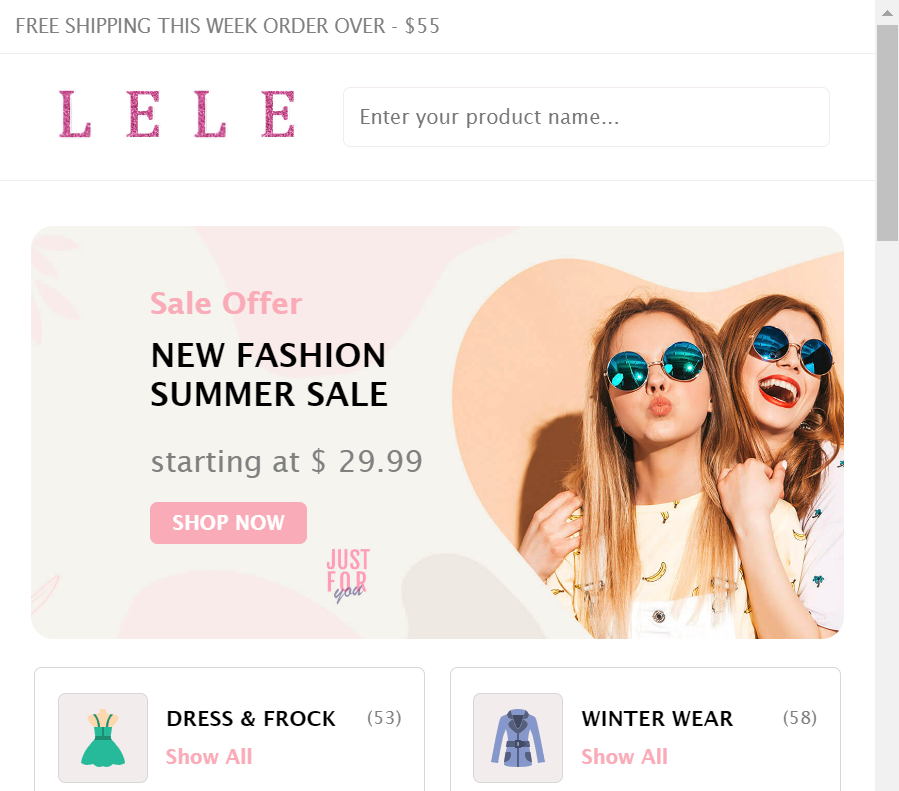 FREE SHIPPING THIS WEEK ORDER OVER - $55
LELE
Enter your product name...
Sale Offer
NEW FASHION
SUMMER SALE
starting at $ 29.99
SHOP NOW
JUST
FOR
you
DRESS & FROCK (53)
Show All
WINTER WEAR (58)
Show All